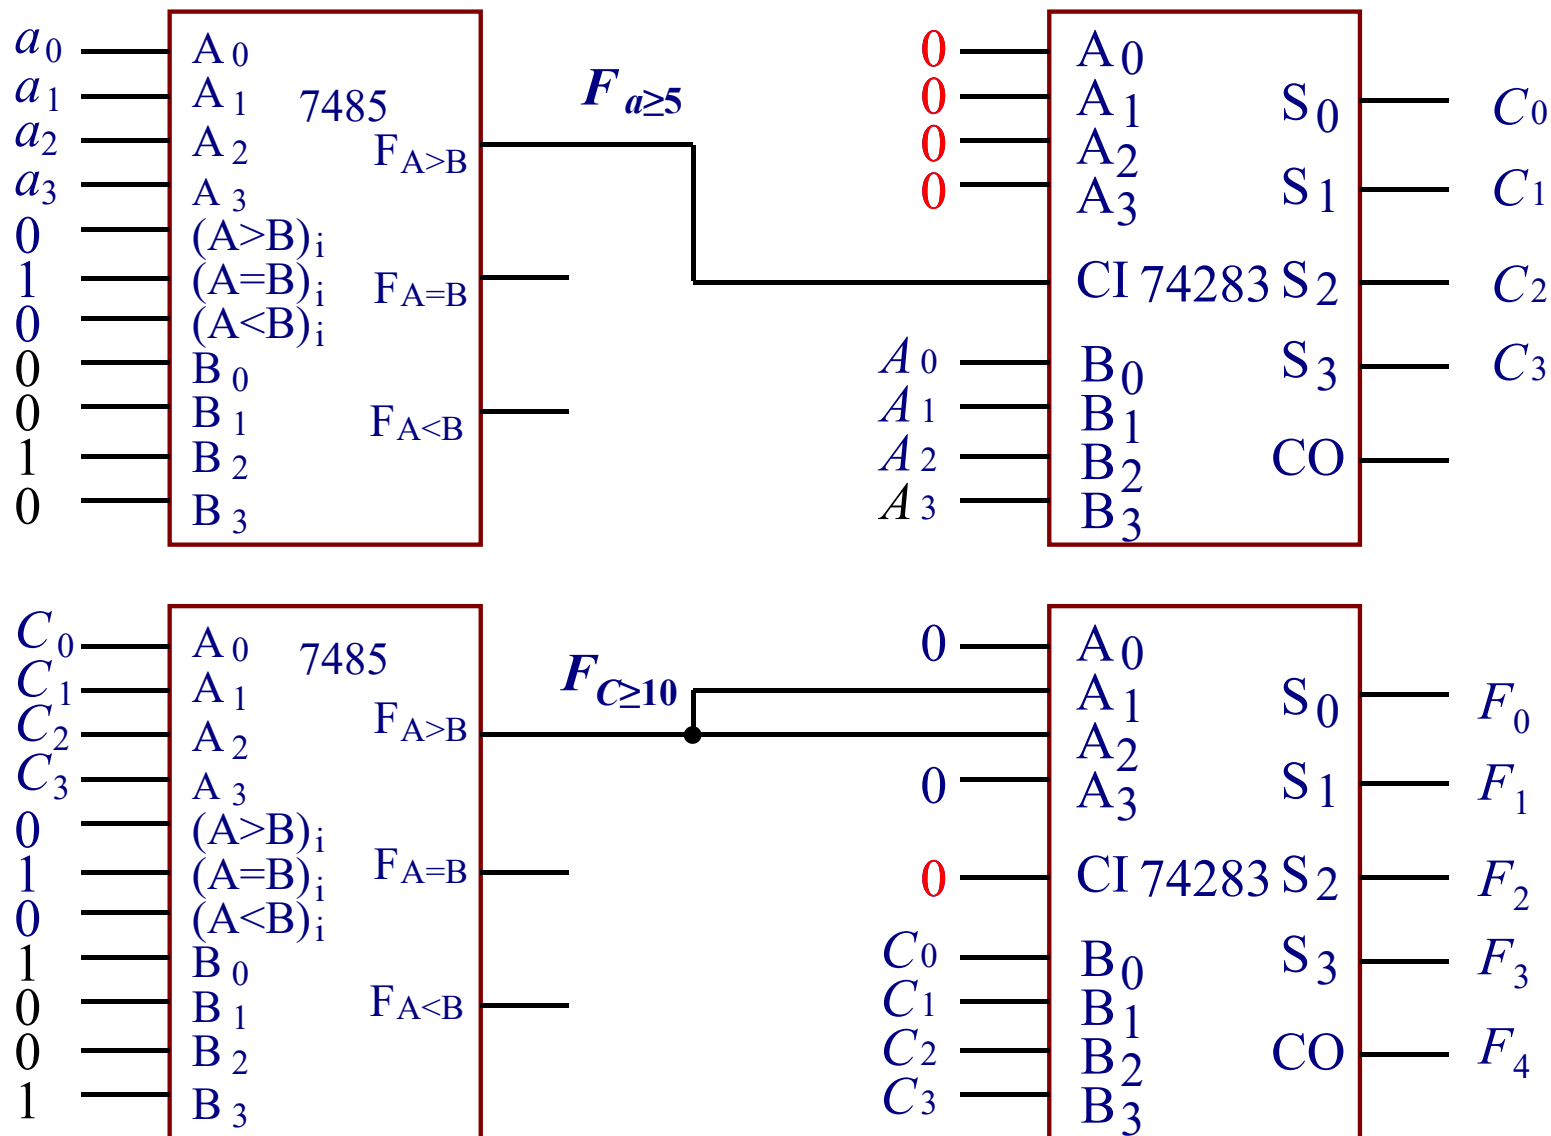 a0 A0 0 A0
a1 A1 7485 F a≥5 0 A1 S0 C0
a2 A2 FA>B 0 A2
a3 A3 0 A3 S1 C1
0 (A>B)i
1 (A=B)i FA=B CI 74283 S2 C2
0 (A<B)i
0 B0 A0 B0 S3 C3
0 B1 FA<B A1 B1
1 B2 A2 B2 CO
0 B3 A3 B3
C0 A0 7485 0 A0
C1 A1 FC≥10 A1 S0 F0
C2 A2 FA>B A2
C3 A3 0 A3 S1 F1
0 (A>B)i
1 (A=B)i FA=B 0 CI 74283 S2 F2
0 (A<B)i
1 B0 C0 B0 S3 F3
0 B1 FA<B C1 B1
0 B2 C2 B2 CO F4
1 B3 C3 B3